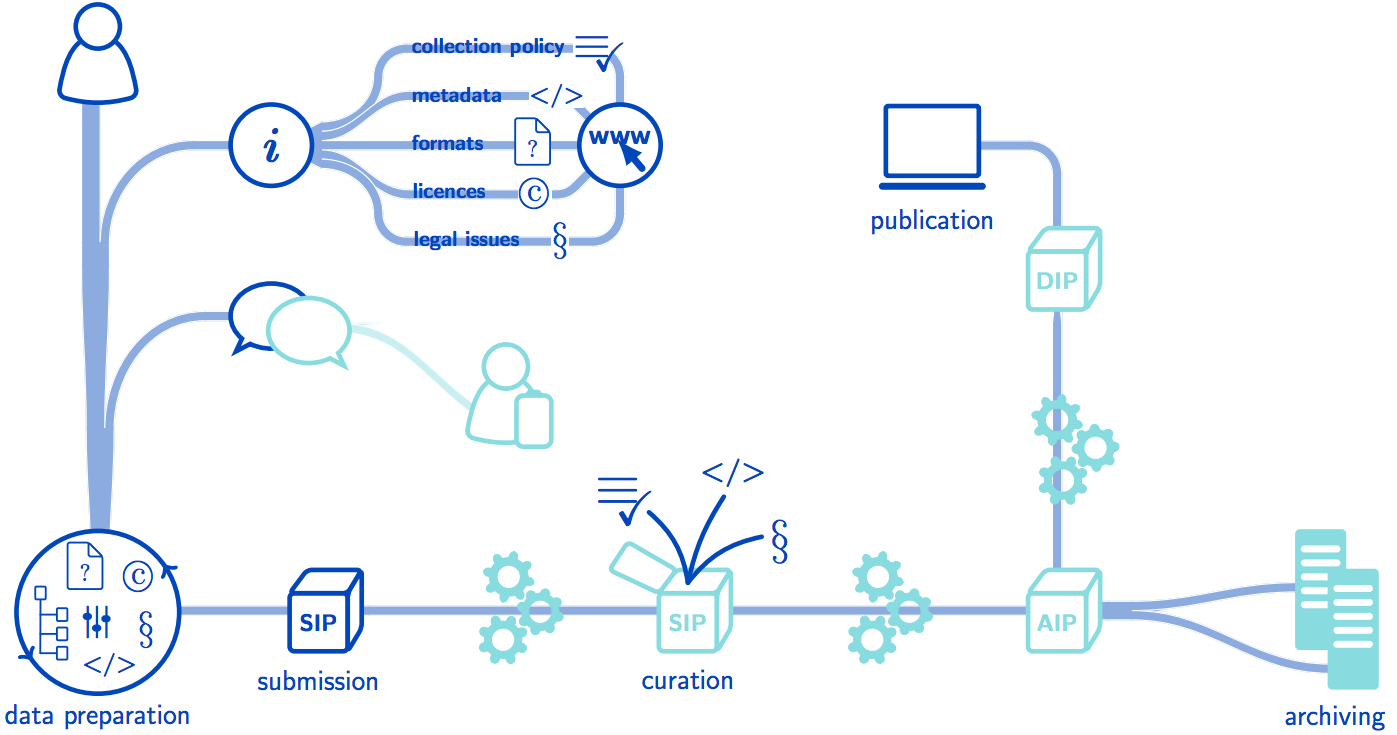 collection policy
metadata </>
formats ?
licences ©
legal issues §
i
www
publication
DIP
</>
§
? ©
§
</>
SIP
SIP
AIP
submission
curation
data preparation
archiving